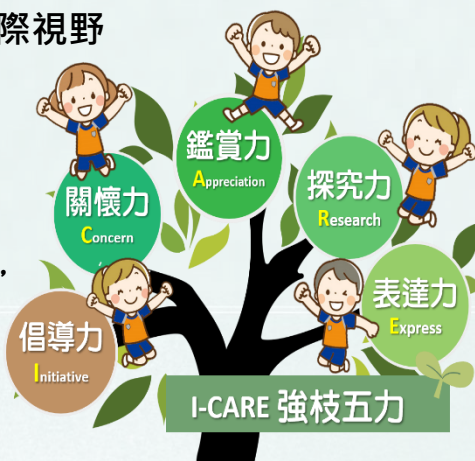 際視野
鑑賞力
Appreciation
關懷力
Concern
探究力
Research
，
倡導力
Initiative
表達力
Express
I-CARE 強枝五力